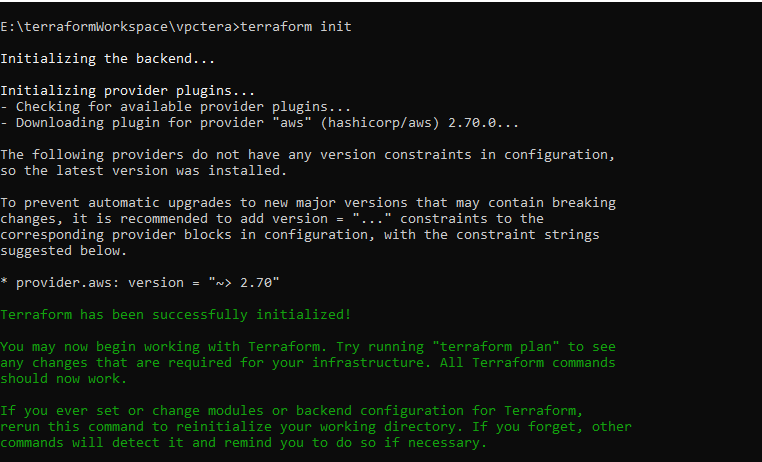 E:\terraformWorkspace\vpctera>terraform init
Initializing the backend...
Initializing provider plugins...
- Checking for available provider plugins...
- Downloading plugin for provider "aws" (hashicorp/aws) 2.70.0...
The following providers do not have any version constraints in configuration,
so the latest version was installed.
To prevent automatic upgrades to new major versions that may contain breaking
changes, it is recommended to add version = "..." constraints to the
corresponding provider blocks in configuration, with the constraint strings
suggested below.
* provider.aws: version = "~> 2.70"
Terraform has been successfully initialized!
You may now begin working with Terraform. Try running "terraform plan" to see
any changes that are required for your infrastructure. All Terraform commands
should now work.
If you ever set or change modules or backend configuration for Terraform,
rerun this command to reinitialize your working directory. If you forget, other
commands will detect it and remind you to do so if necessary.